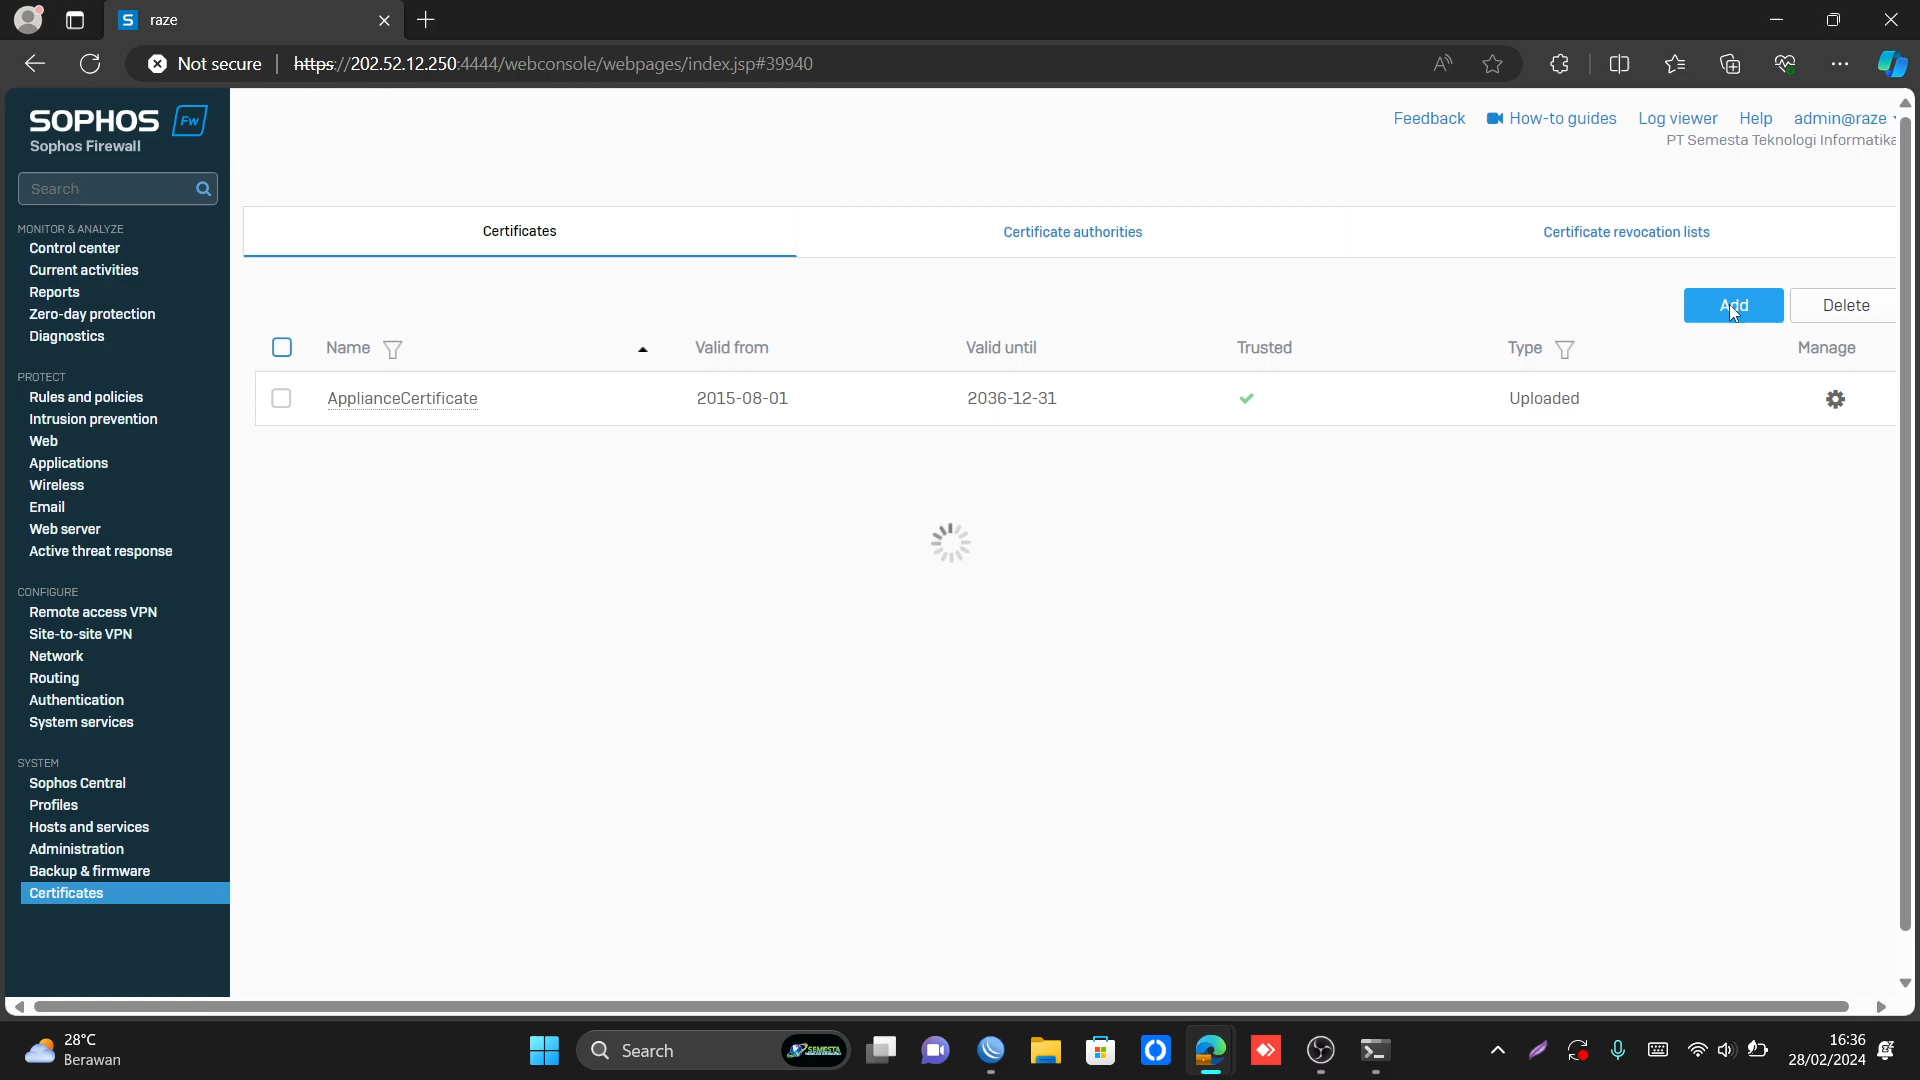 raze
Not secure
https://202.52.12.250:4444/webconsole/webpages/index.jsp#39940
SOPHOS Fw
Sophos Firewall
Feedback How-to guides Log viewer Help admin@raze
PT Semesta Teknologi Informatika
Search
MONITOR & ANALYZE
Control center
Current activities
Reports
Zero-day protection
Diagnostics
PROTECT
Rules and policies
Intrusion prevention
Web
Applications
Wireless
Email
Web server
Active threat response
CONFIGURE
Remote access VPN
Site-to-site VPN
Network
Routing
Authentication
System services
SYSTEM
Sophos Central
Profiles
Hosts and services
Administration
Backup & firmware
Certificates
Certificates Certificate authorities Certificate revocation lists
Add Delete
Name Valid from Valid until Trusted Type Manage
ApplianceCertificate 2015-08-01 2036-12-31 Uploaded
28°C
Berawan
Search SEMESTA
16:36
28/02/2024